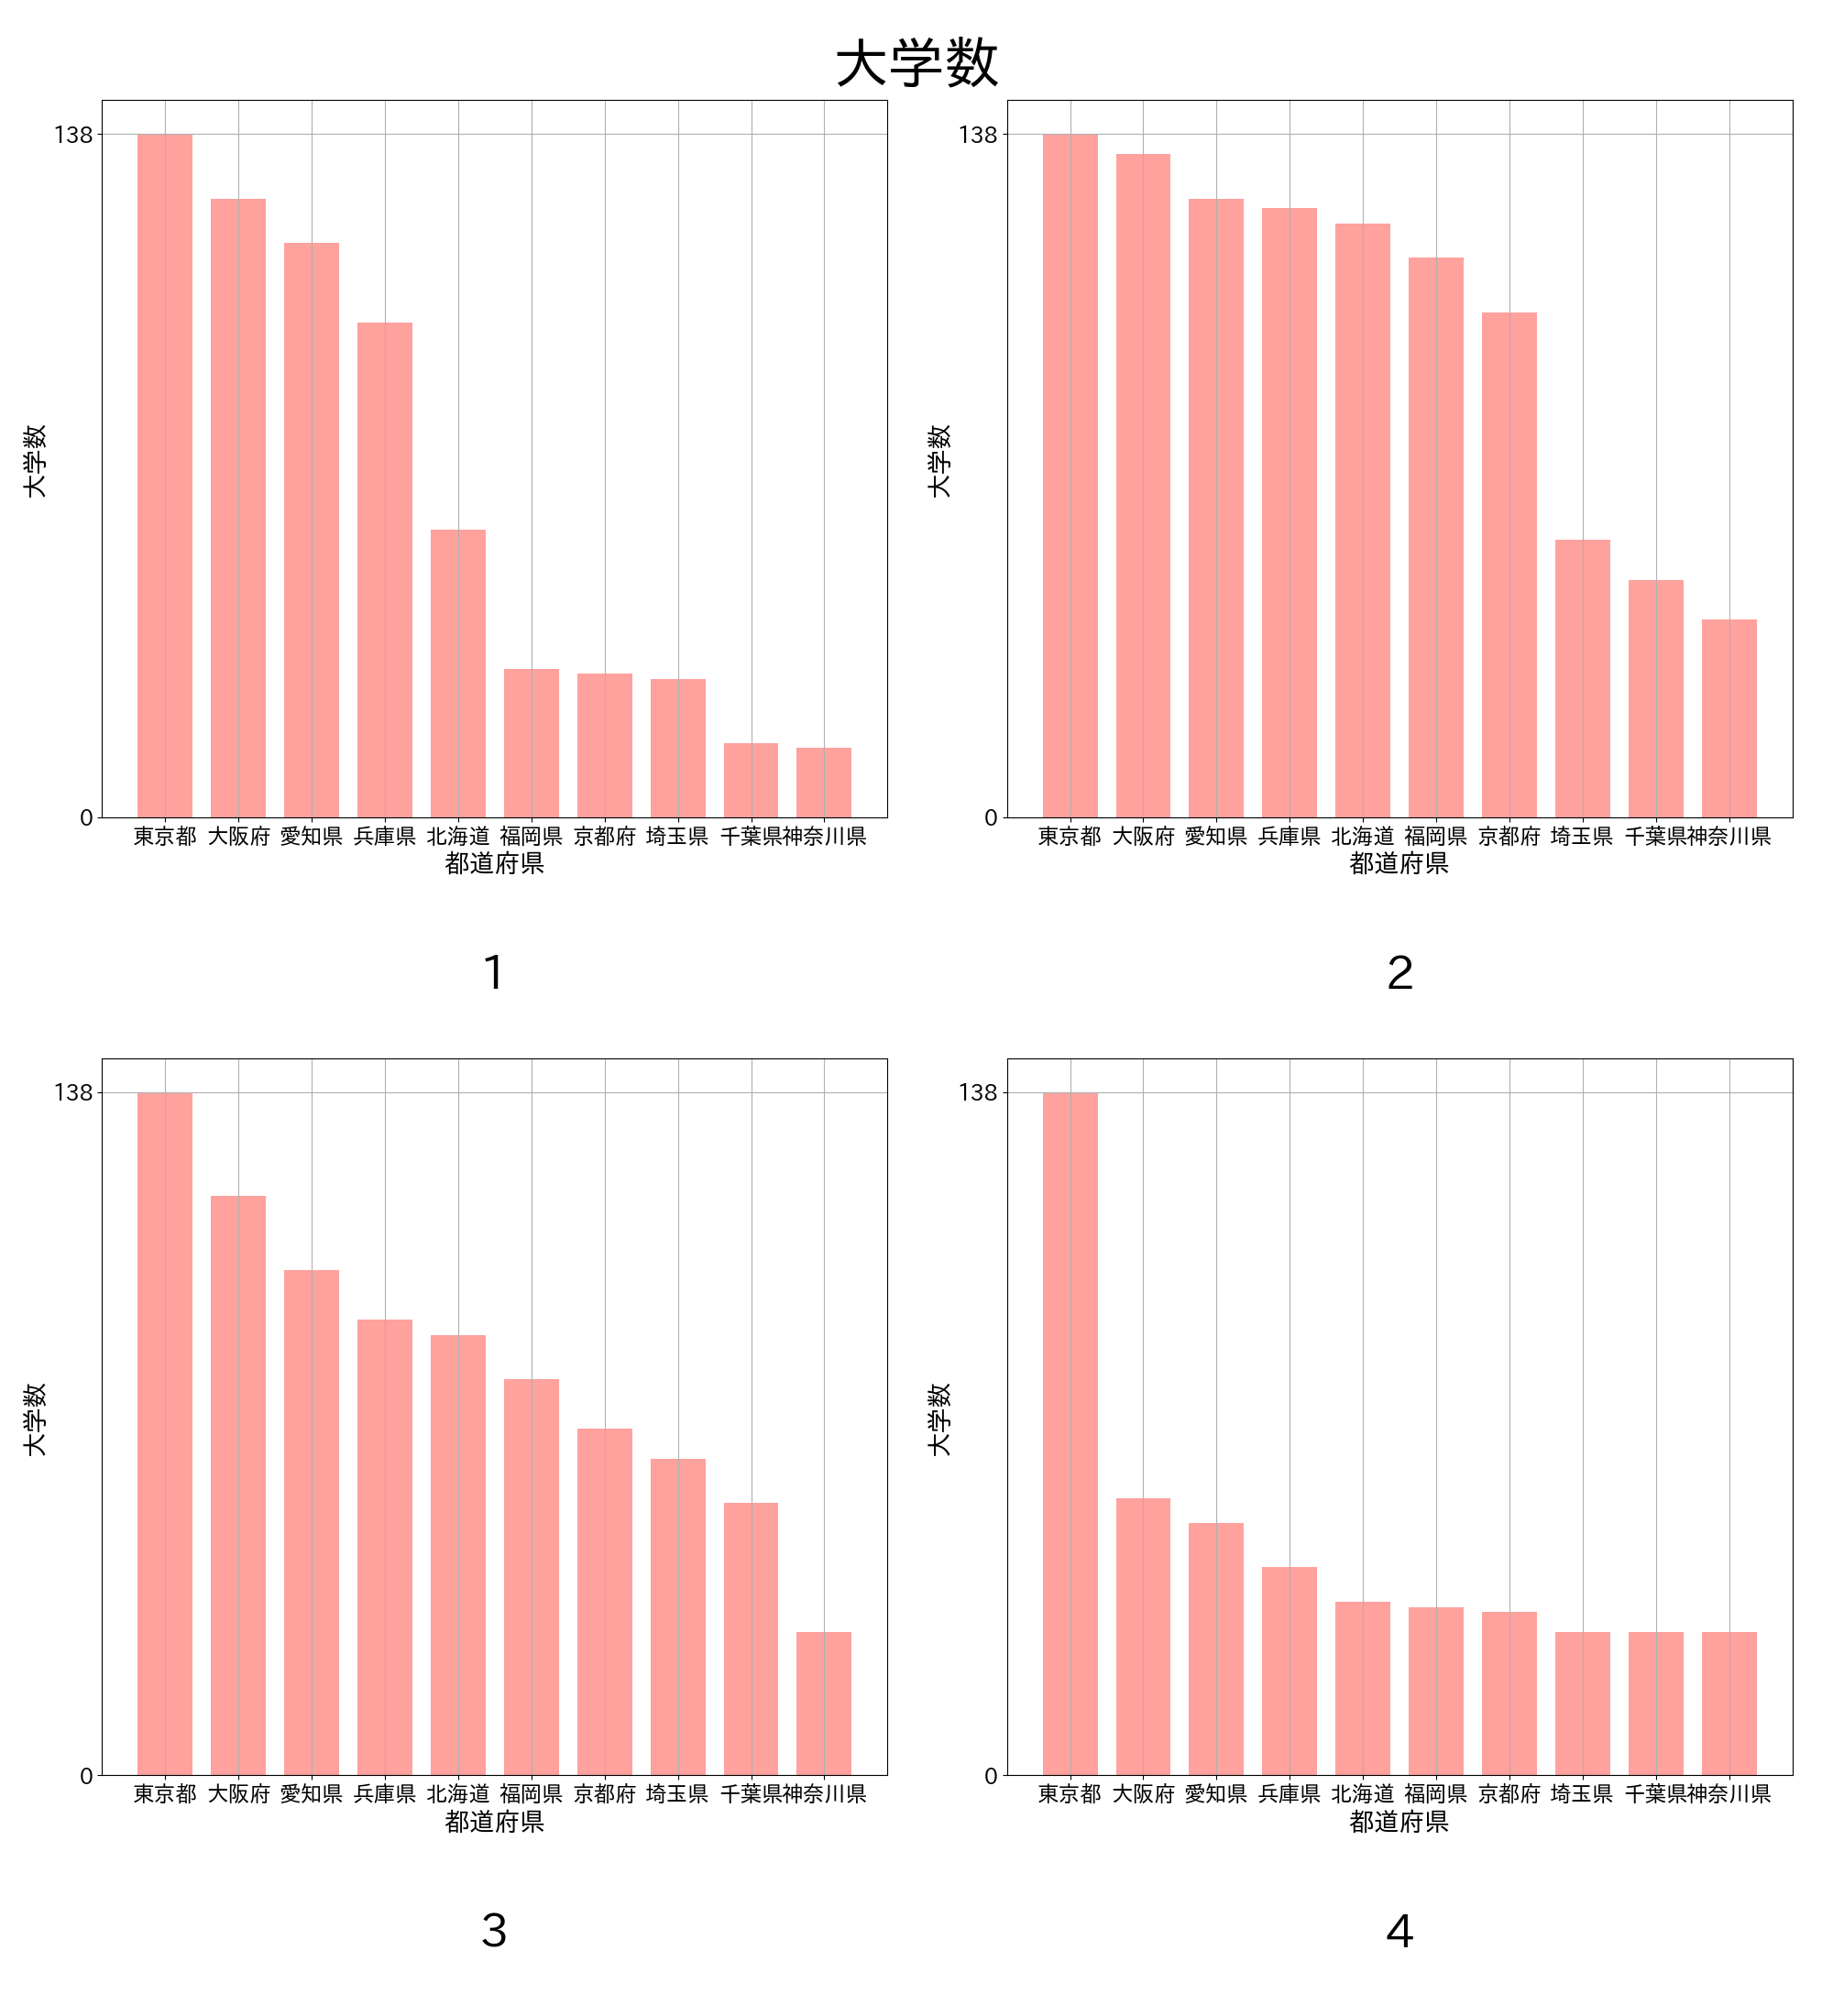 大学数
138
大学数
0
東京都 大阪府 愛知県 兵庫県 北海道 福岡県 京都府 埼玉県 千葉県 神奈川県
都道府県
1
138
大学数
0
東京都 大阪府 愛知県 兵庫県 北海道 福岡県 京都府 埼玉県 千葉県 神奈川県
都道府県
2
138
大学数
0
東京都 大阪府 愛知県 兵庫県 北海道 福岡県 京都府 埼玉県 千葉県 神奈川県
都道府県
3
138
大学数
0
東京都 大阪府 愛知県 兵庫県 北海道 福岡県 京都府 埼玉県 千葉県 神奈川県
都道府県
4